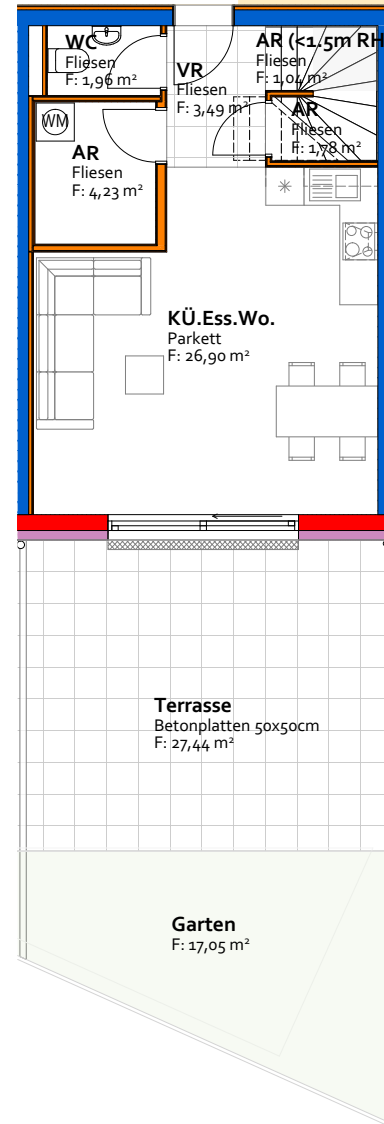 WC
Fliesen
F: 1,96 m²
VR
Fliesen
F: 3,49 m²
AR (<1.5m RH
Fliesen
F: 1,04 m²
AR
Fliesen
F: 1,78 m²
WM
AR
Fliesen
F: 4,23 m²
KÜ.Ess.Wo.
Parkett
F: 26,90 m²
Terrasse
Betonplatten 50x50cm
F: 27,44 m²
Garten
F: 17,05 m²